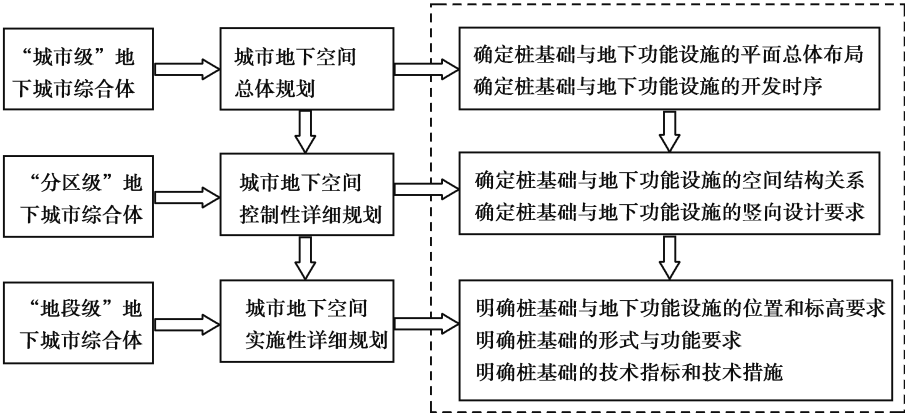 “城市级”地
下城市综合体
城市地下空间
总体规划
确定桩基础与地下功能设施的平面总体布局
确定桩基础与地下功能设施的开发时序
“分区级”地
下城市综合体
城市地下空间
控制性详细规划
确定桩基础与地下功能设施的空间结构关系
确定桩基础与地下功能设施的竖向设计要求
“地段级”地
下城市综合体
城市地下空间
实施性详细规划
明确桩基础与地下功能设施的位置和标高要求
明确桩基础的形式与功能要求
明确桩基础的技术指标和技术措施